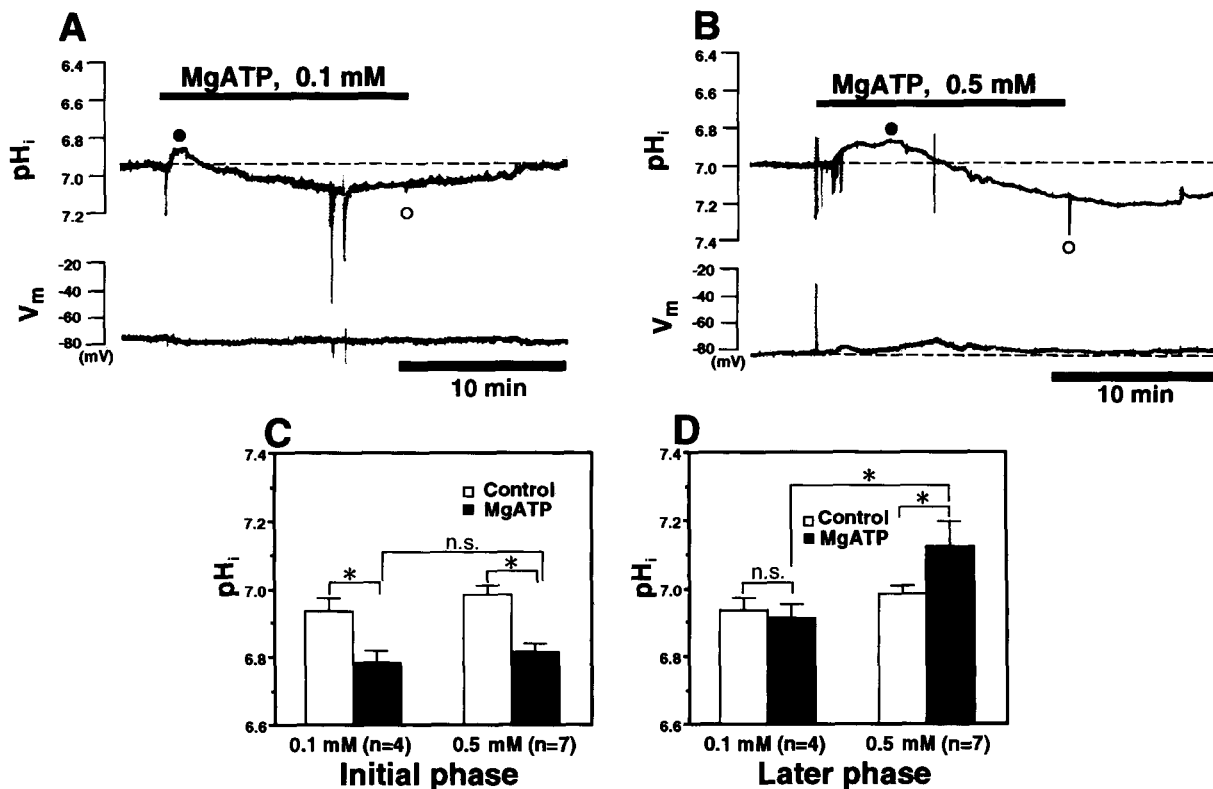 A
6.4
6.6
6.8
7.0
7.2
pHi
MgATP, 0.1 mM
-20
-40
-60
-80
Vm
(mV)
10 min
B
6.4
6.6
6.8
7.0
7.2
7.4
pHi
MgATP, 0.5 mM
-20
-40
-60
-80
Vm
(mV)
10 min
C
7.4
7.2
7.0
6.8
6.6
pHi
Control
MgATP
n.s.
*
*
0.1 mM (n=4)
0.5 mM (n=7)
Initial phase
D
7.4
7.2
7.0
6.8
6.6
pHi
*
*
Control
MgATP
n.s.
0.1 mM (n=4)
0.5 mM (n=7)
Later phase